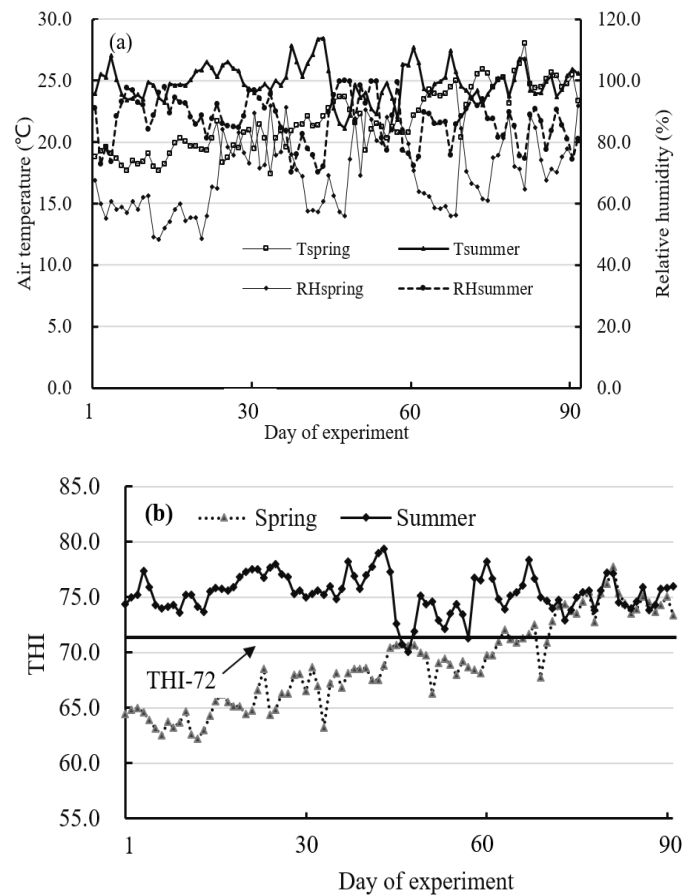 (a)
30.0
25.0
20.0
15.0
10.0
5.0
0.0
Air temperature (℃)
120.0
100.0
80.0
60.0
40.0
20.0
0.0
Relative humidity (%)
Tspring
Tsummer
RHspring
RHsummer
1 30 60 90
Day of experiment
(b)
Spring
Summer
85.0
80.0
75.0
70.0
65.0
60.0
55.0
THI
THI-72
1 30 60 90
Day of experiment